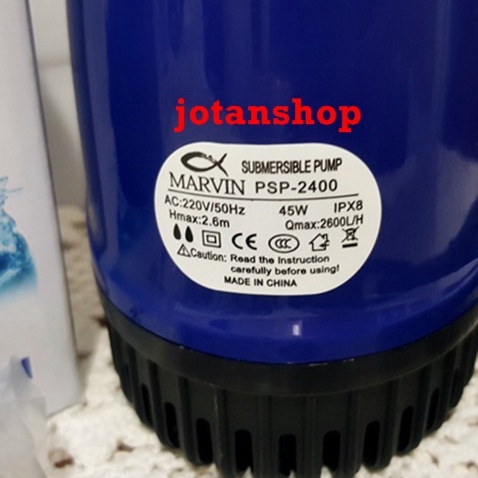 jotanshop
SUBMERSIBLE PUMP
MARVIN PSP-2400
AC:220V/50Hz 45W IPX8
Hmax:2.6m Qmax:2600L/H
CE CCC
Caution: Read the Instruction
carefully before using!
MADE IN CHINA